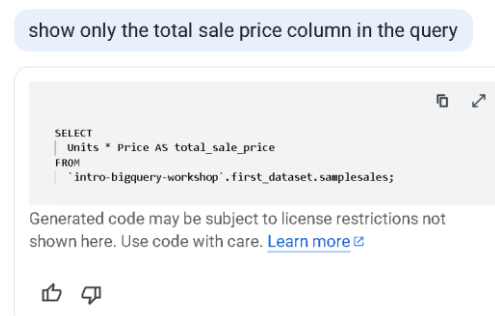 show only the total sale price column in the query
SELECT
Units * Price AS total_sale_price
FROM
`intro-bigquery-workshop`.first_dataset.samplesales;
Generated code may be subject to license restrictions not
shown here. Use code with care. Learn more